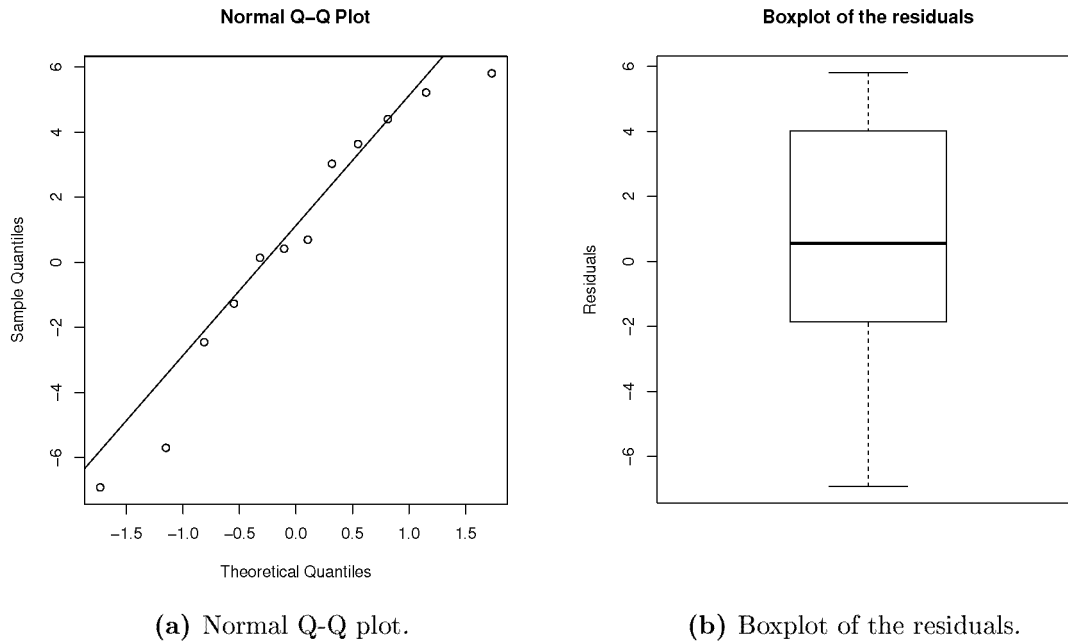 Normal Q−Q Plot
Sample Quantiles
6
4
2
0
−2
−4
−6
−1.5 −1.0 −0.5 0.0 0.5 1.0 1.5
Theoretical Quantiles
(a) Normal Q-Q plot.
Boxplot of the residuals
Residuals
6
4
2
0
−2
−4
−6
(b) Boxplot of the residuals.